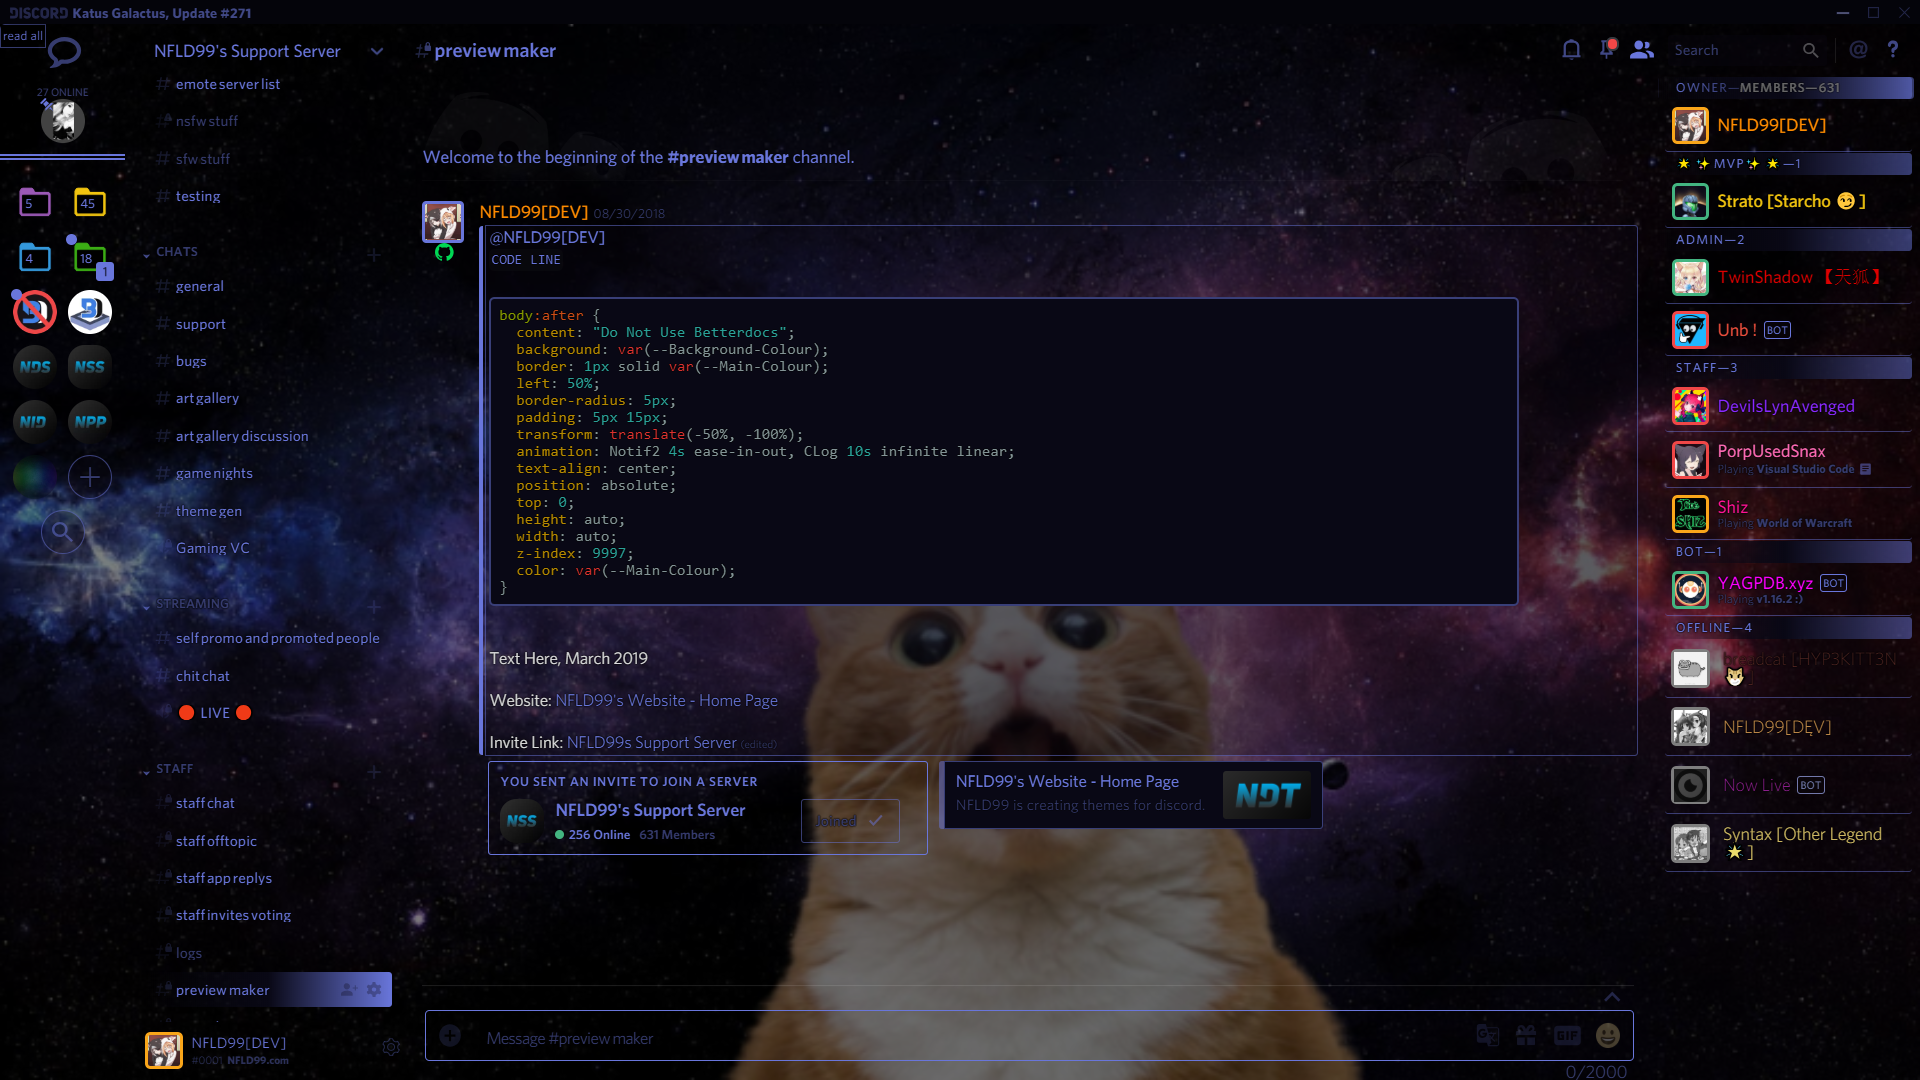 DISCORD Katus Galactus, Update #271
read all
27 ONLINE
5
45
4
18
1
NDS
NSS
NID
NPP
NFLD99's Support Server
emote server list
nsfw stuff
sfw stuff
testing
CHATS
general
support
bugs
art gallery
art gallery discussion
game nights
theme gen
Gaming VC
STREAMING
self promo and promoted people
chit chat
🔴 LIVE 🔴
STAFF
staff chat
staff offtopic
staff app replys
staff invites voting
logs
preview maker
NFLD99[DEV]
#0001 NFLD99.com
preview maker
Search
Welcome to the beginning of the #preview maker channel.
NFLD99[DEV] 08/30/2018
@NFLD99[DEV]
CODE LINE
body:after {
content: "Do Not Use Betterdocs";
background: var(--Background-Colour);
border: 1px solid var(--Main-Colour);
left: 50%;
border-radius: 5px;
padding: 5px 15px;
transform: translate(-50%, -100%);
animation: Notif2 4s ease-in-out, CLog 10s infinite linear;
text-align: center;
position: absolute;
top: 0;
height: auto;
width: auto;
z-index: 9997;
color: var(--Main-Colour);
}
Text Here, March 2019
Website: NFLD99's Website - Home Page
Invite Link: NFLD99s Support Server (edited)
YOU SENT AN INVITE TO JOIN A SERVER
NSS
NFLD99's Support Server
256 Online 631 Members
Joined
NFLD99's Website - Home Page
NFLD99 is creating themes for discord.
NDT
Message #preview maker
GIF
0/2000
OWNER—MEMBERS—631
NFLD99[DEV]
⭐✨MVP✨⭐—1
Strato [Starcho 😏]
ADMIN—2
TwinShadow 【天狐】
Unb ! BOT
STAFF—3
DevilsLynAvenged
PorpUsedSnax
Playing Visual Studio Code
Shiz
Playing World of Warcraft
BOT—1
YAGPDB.xyz BOT
Playing v1.16.2 :)
OFFLINE—4
[HYP3KITT3N
NFLD99[DEV]
Now Live BOT
Syntax [Other Legend
🌟]